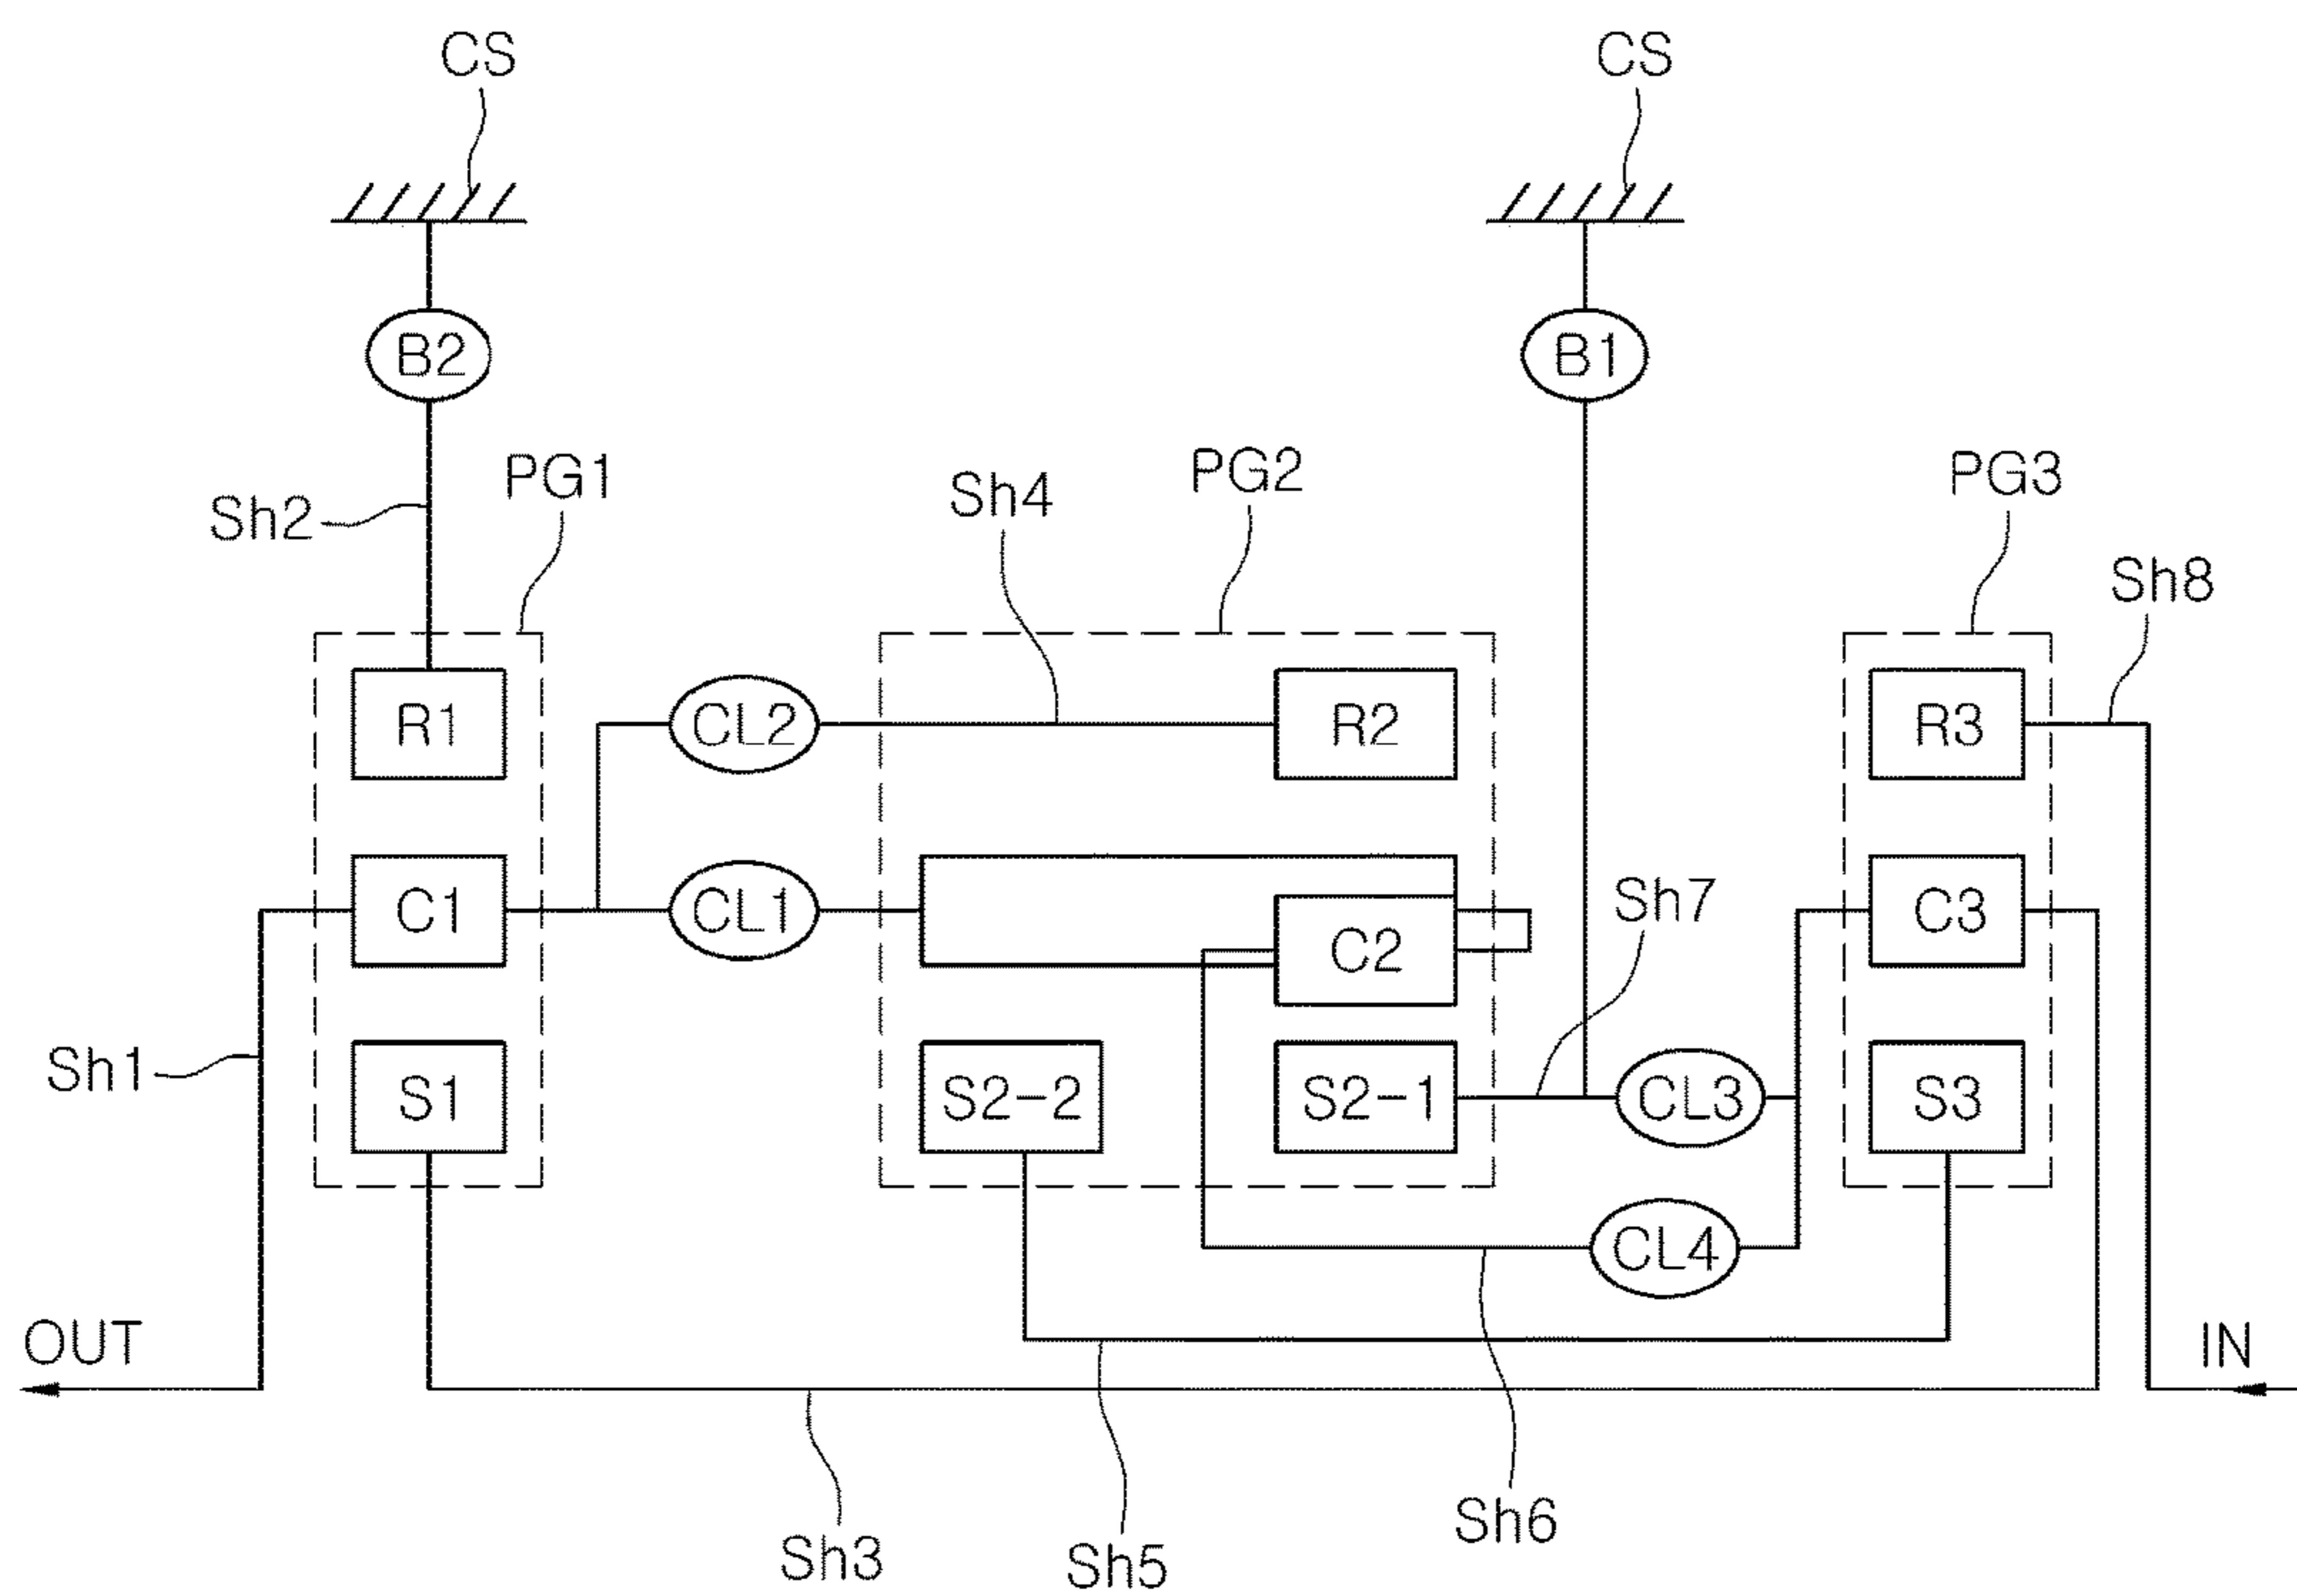 CS
CS
B2
B1
PG1
PG2
PG3
Sh4
Sh2
Sh8
R1
CL2
R2
R3
C1
CL1
C2
Sh7
C3
Sh1
S1
S2-2
S2-1
CL3
S3
CL4
OUT
IN
Sh6
Sh3
Sh5